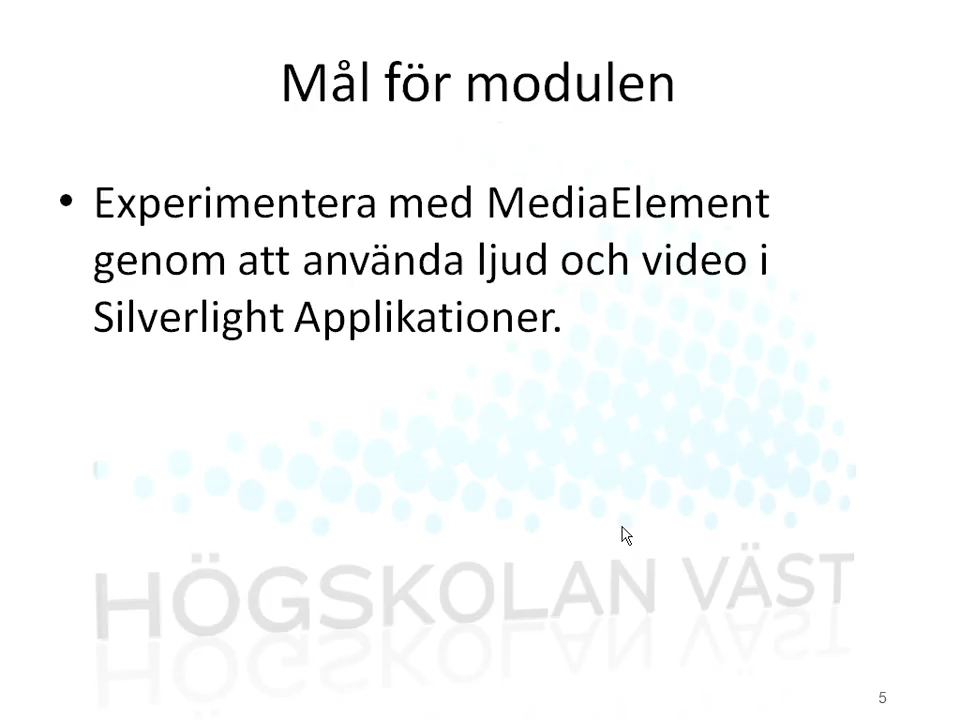 Mål för modulen
• Experimentera med MediaElement
genom att använda ljud och video i
Silverlight Applikationer.
HÖGSKOLAN VÄST
5